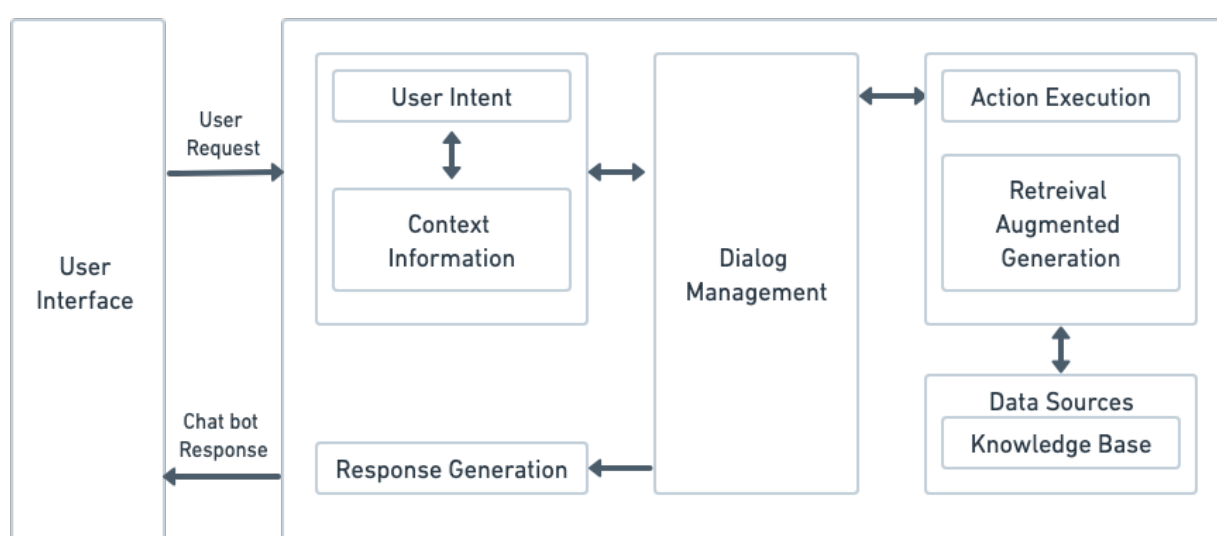 User
Interface
User
Request
Chat bot
Response
User Intent
Context
Information
Response Generation
Dialog
Management
Action Execution
Retreival
Augmented
Generation
Data Sources
Knowledge Base